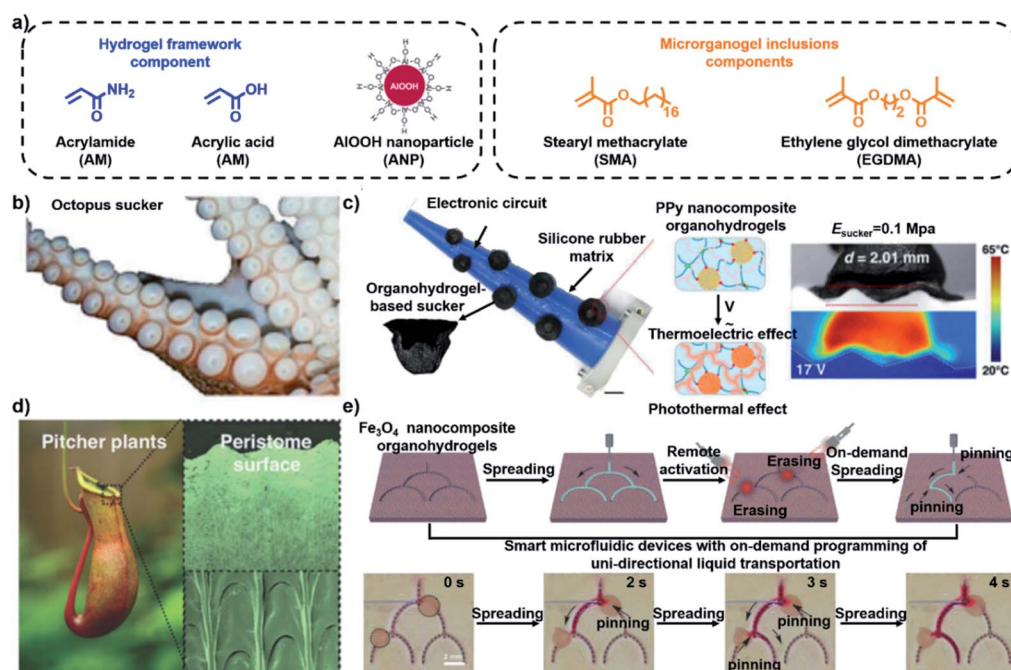 a)
Hydrogel framework
component
NH2
O
Acrylamide
(AM)
OH
O
Acrylic acid
(AM)
AlOOH
AlOOH nanoparticle
(ANP)
Microrganogel inclusions
components
O
O
16
Stearyl methacrylate
(SMA)
O
O
2
O
O
Ethylene glycol dimethacrylate
(EGDMA)
b)
Octopus sucker
c)
Electronic circuit
Silicone rubber
matrix
Organohydrogel-
based sucker
PPy nanocomposite
organohydrogels
V
~
Thermoelectric effect
Photothermal effect
Esucker=0.1 Mpa
d = 2.01 mm
17 V
65°C
20°C
d)
Pitcher plants
Peristome
surface
e)
Fe3O4 nanocomposite
organohydrogels
Spreading
Remote
activation
Erasing
Erasing
On-demand
Spreading
pinning
pinning
Smart microfluidic devices with on-demand programming of
uni-directional liquid transportation
0 s
2 mm
Spreading
2 s
pinning
Spreading
3 s
pinning
pinning
Spreading
4 s